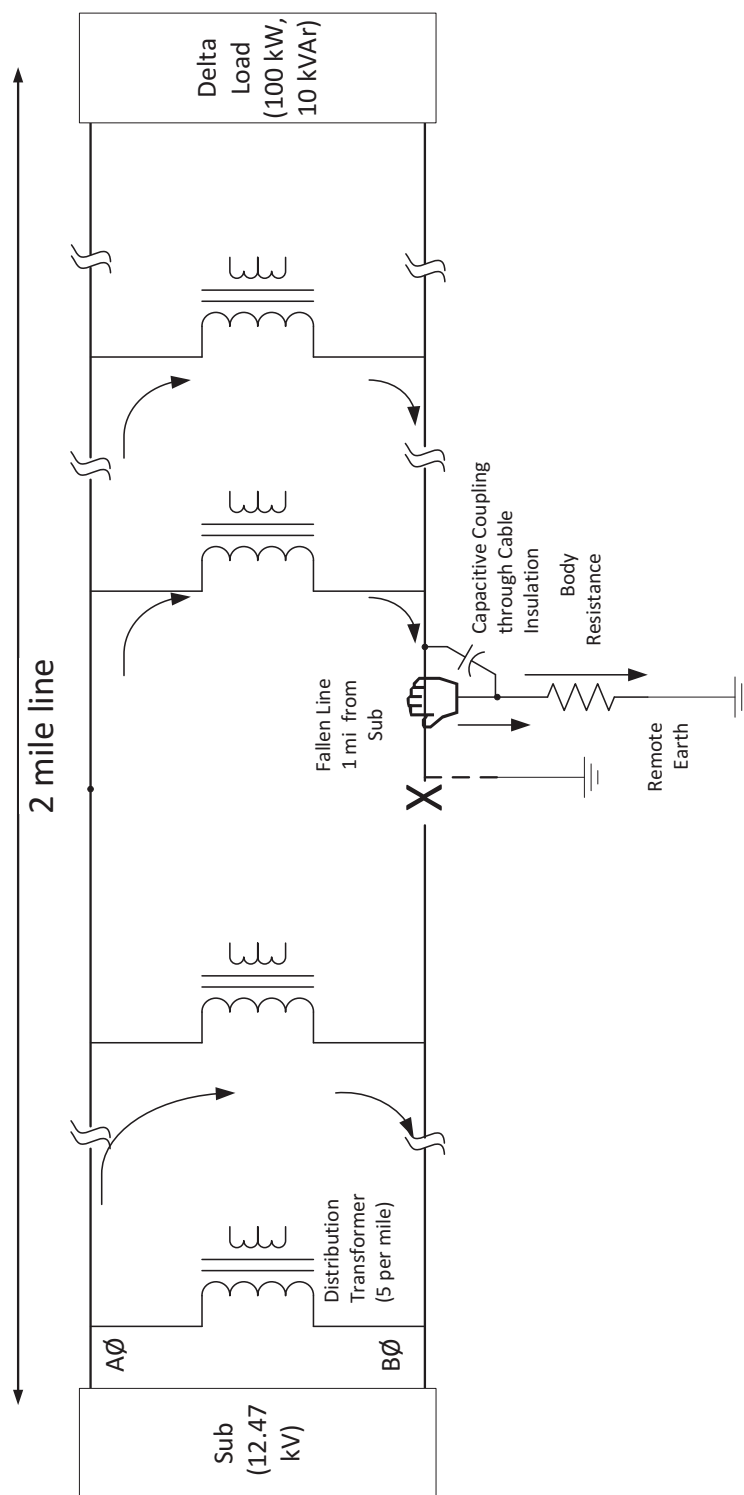 2 mile line
Sub
(12.47
kV)
AØ
BØ
Distribution
Transformer
(5 per mile)
Fallen Line
1 mi from
Sub
X
Capacitive Coupling
through Cable
Insulation
Body
Resistance
Remote
Earth
Delta
Load
(100 kW,
10 kVAr)